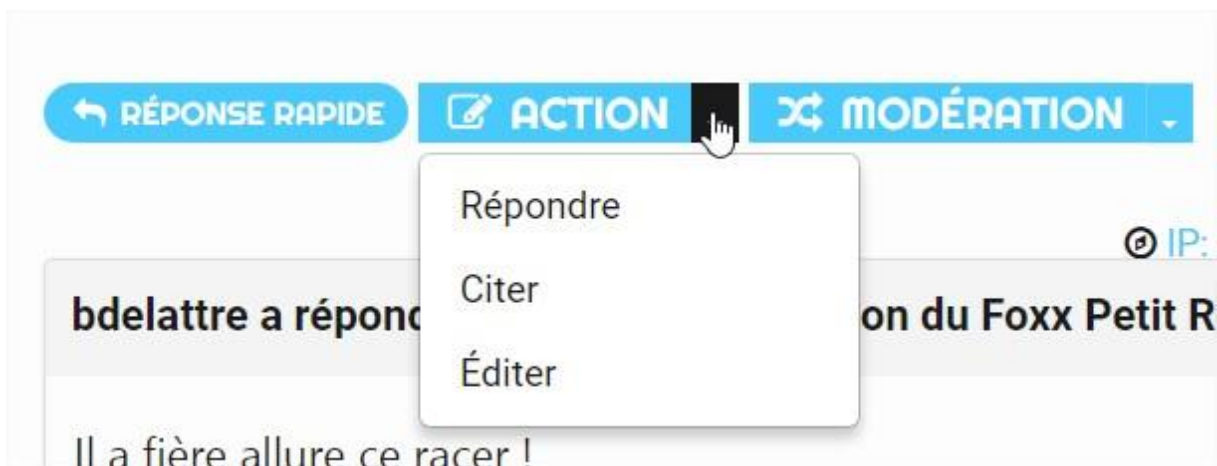 RÉPONSE RAPIDE ACTION MODÉRATION
Répondre
Citer
Éditer
IP:
bdelattre a répond on du Foxx Petit R
Il a fière allure ce racer !